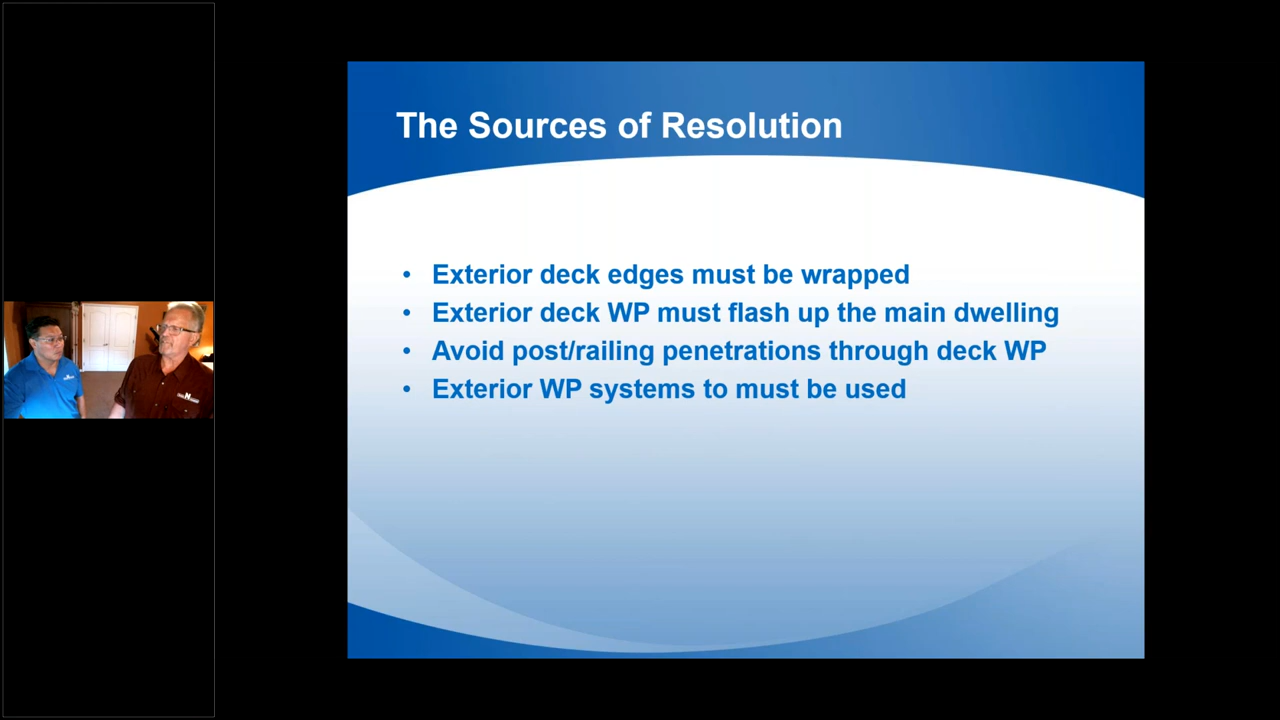 The Sources of Resolution
• Exterior deck edges must be wrapped
• Exterior deck WP must flash up the main dwelling
• Avoid post/railing penetrations through deck WP
• Exterior WP systems to must be used